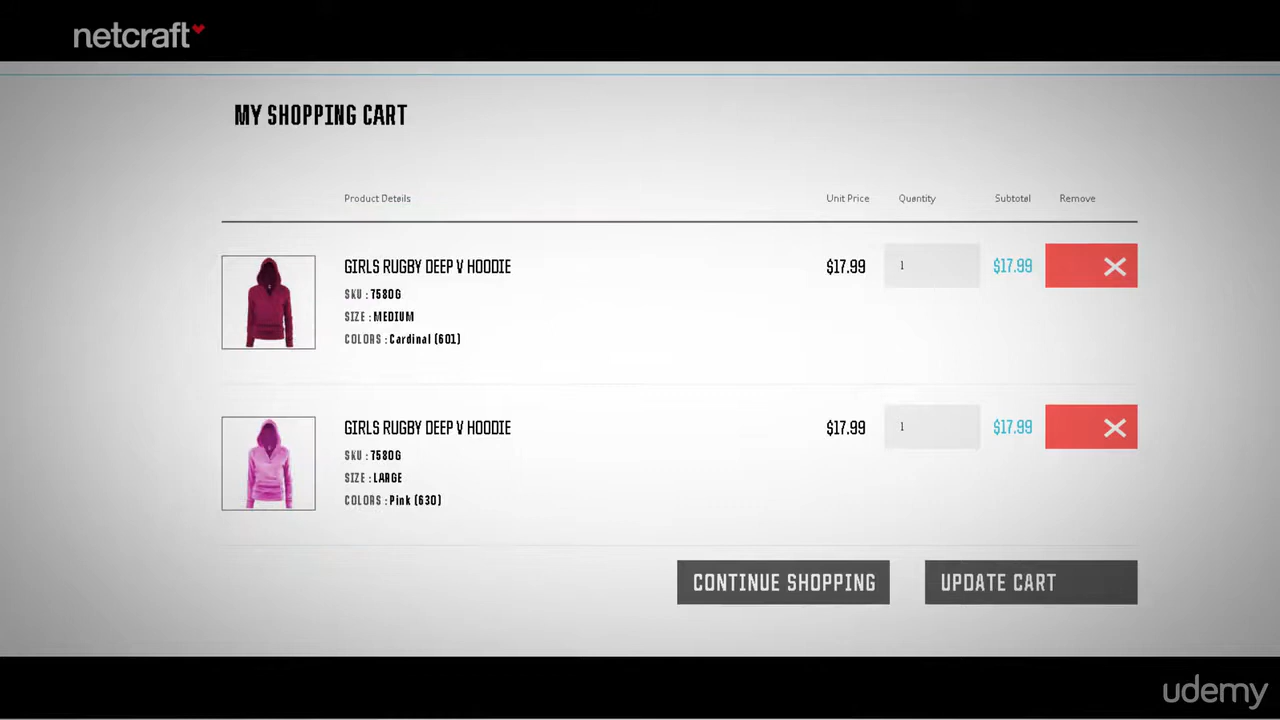 netcraft
MY SHOPPING CART
Product Details Unit Price Quantity Subtotal Remove
GIRLS RUGBY DEEP V HOODIE $17.99 1 $17.99
SKU : 7580G
SIZE : MEDIUM
COLORS : Cardinal (601)
GIRLS RUGBY DEEP V HOODIE $17.99 1 $17.99
SKU : 7580G
SIZE : LARGE
COLORS : Pink (630)
CONTINUE SHOPPING UPDATE CART
udemy